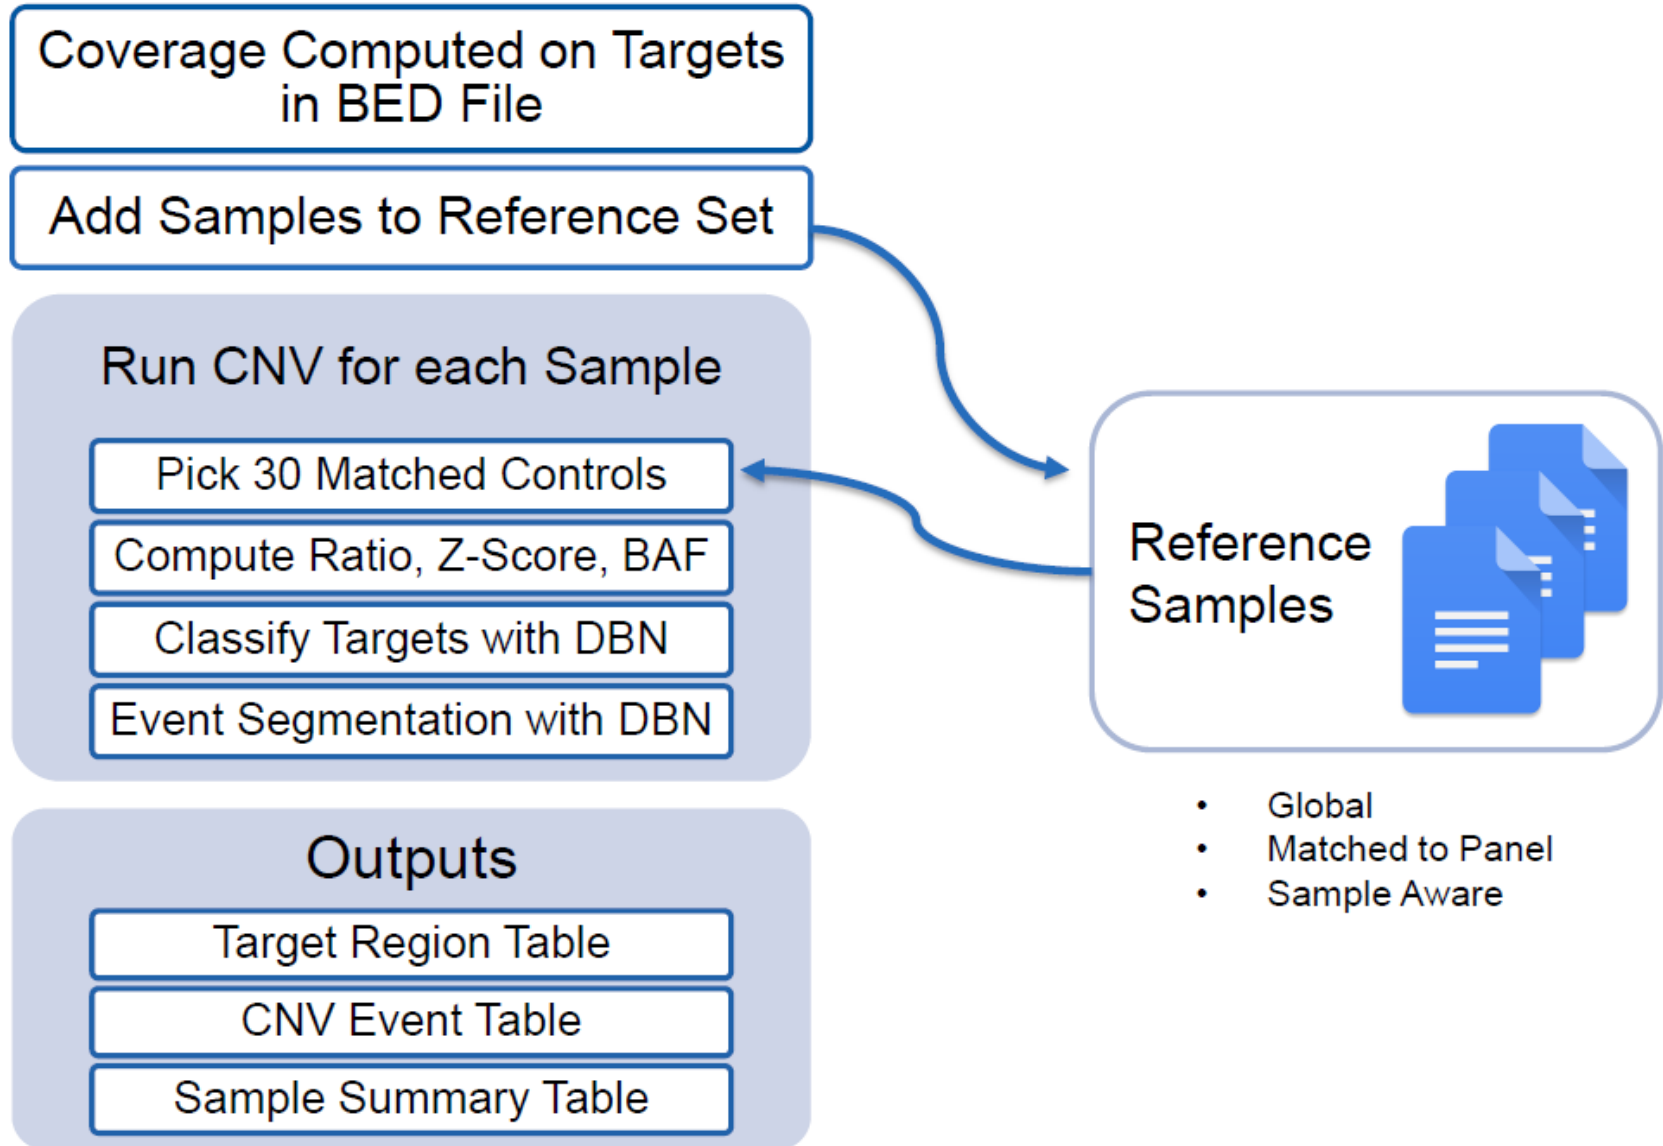 Coverage Computed on Targets
in BED File
Add Samples to Reference Set
Run CNV for each Sample
Pick 30 Matched Controls
Compute Ratio, Z-Score, BAF
Classify Targets with DBN
Event Segmentation with DBN
Outputs
Target Region Table
CNV Event Table
Sample Summary Table
Reference
Samples
• Global
• Matched to Panel
• Sample Aware